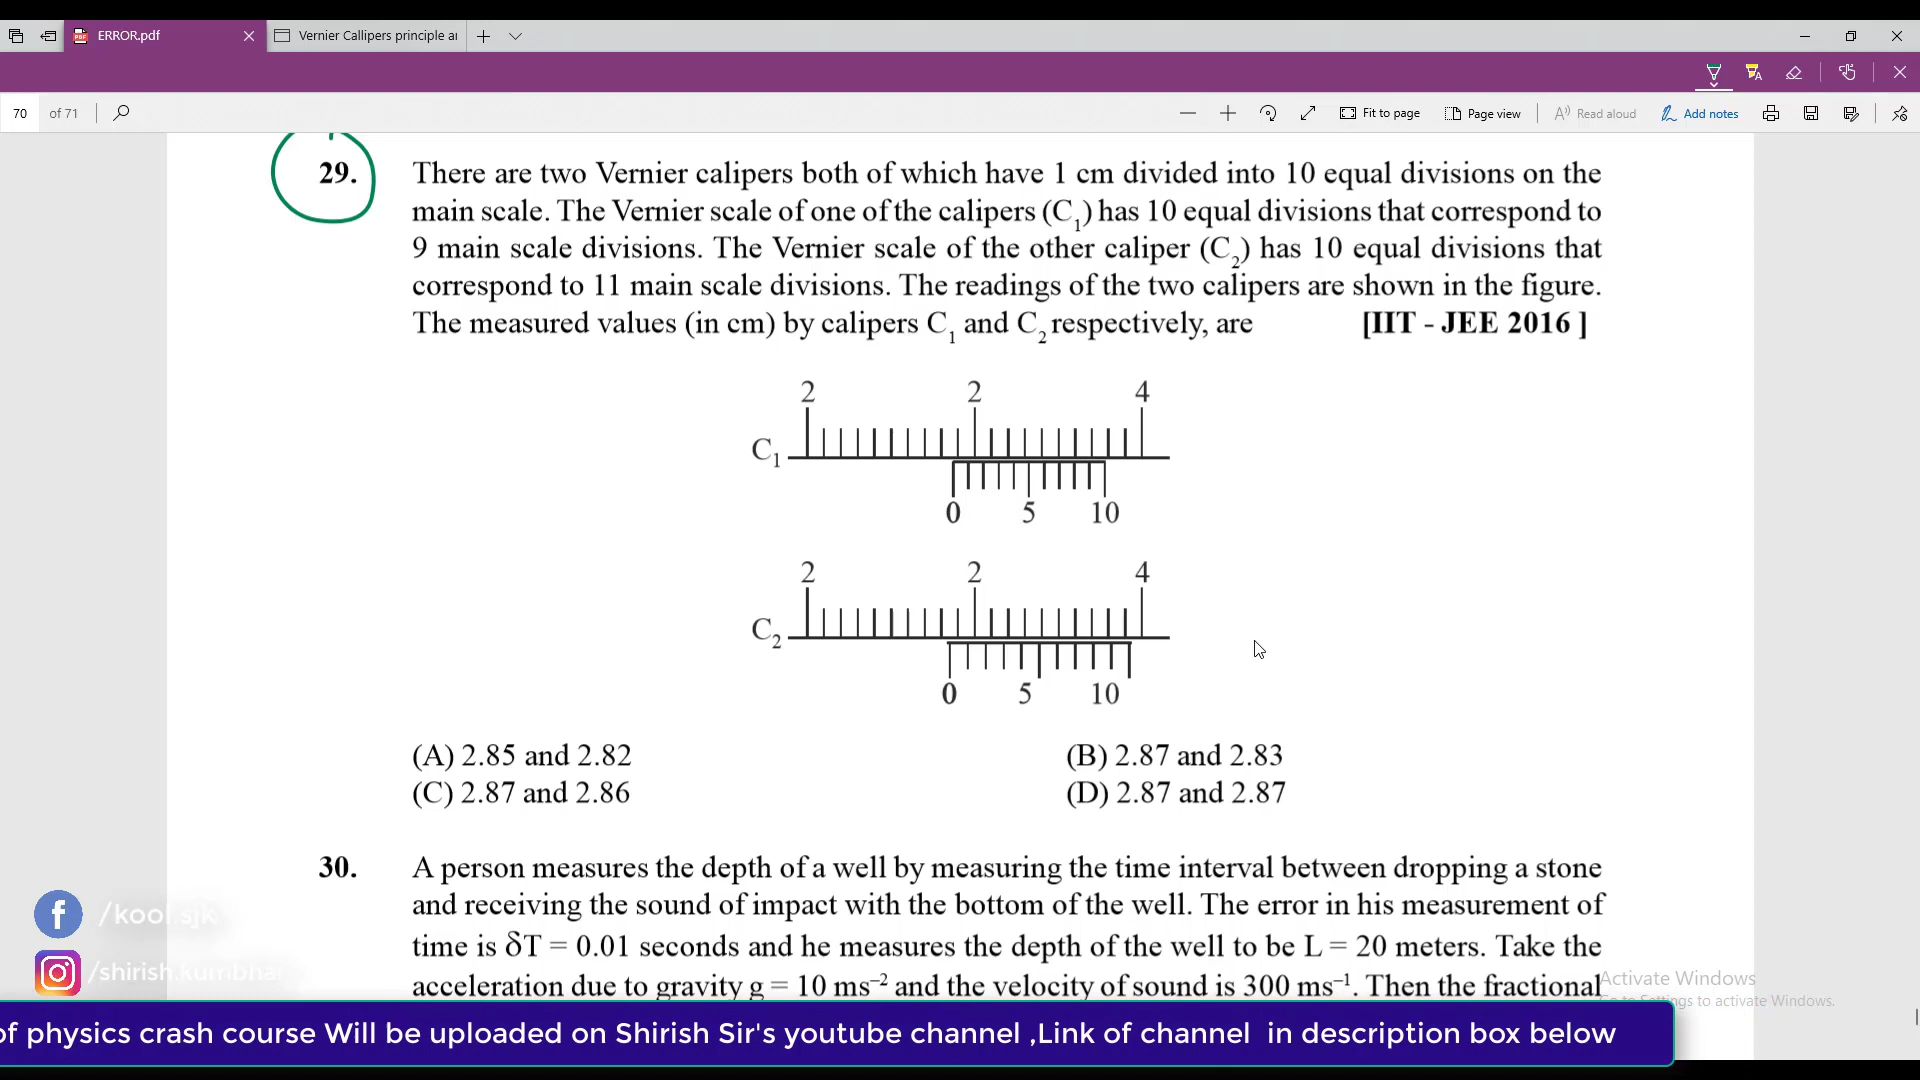 ERROR.pdf
Vernier Callipers principle ar
70 of 71
Fit to page
Page view
Read aloud
Add notes
29. There are two Vernier calipers both of which have 1 cm divided into 10 equal divisions on the
main scale. The Vernier scale of one of the calipers (C₁) has 10 equal divisions that correspond to
9 main scale divisions. The Vernier scale of the other caliper (C₂) has 10 equal divisions that
correspond to 11 main scale divisions. The readings of the two calipers are shown in the figure.
The measured values (in cm) by calipers C₁ and C₂ respectively, are [IIT - JEE 2016 ]
2 2 4
C₁
0 5 10
2 2 4
C₂
0 5 10
(A) 2.85 and 2.82 (B) 2.87 and 2.83
(C) 2.87 and 2.86 (D) 2.87 and 2.87
30. A person measures the depth of a well by measuring the time interval between dropping a stone
and receiving the sound of impact with the bottom of the well. The error in his measurement of
time is δT = 0.01 seconds and he measures the depth of the well to be L = 20 meters. Take the
acceleration due to gravity g = 10 ms⁻² and the velocity of sound is 300 ms⁻¹. Then the fractional
/kool.sjk
/shirish.kumbha
Activate Windows
Go to Settings to activate Windows.
of physics crash course Will be uploaded on Shirish Sir's youtube channel ,Link of channel in description box below